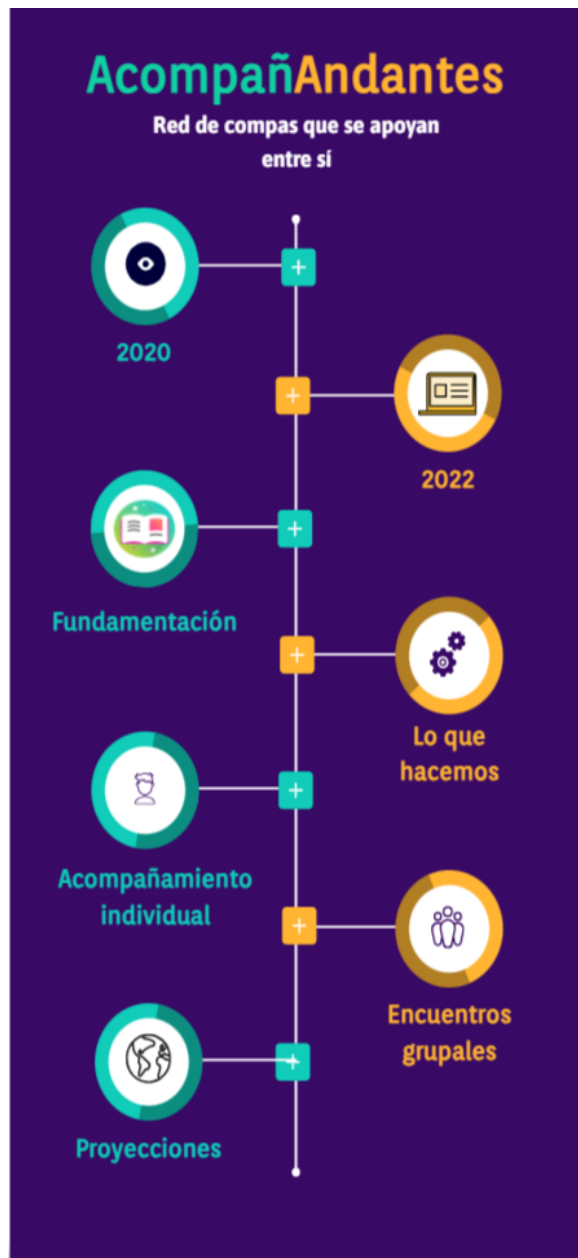 AcompañAndantes
Red de compas que se apoyan
entre sí
2020
2022
Fundamentación
Lo que
hacemos
Acompañamiento
individual
Encuentros
grupales
Proyecciones